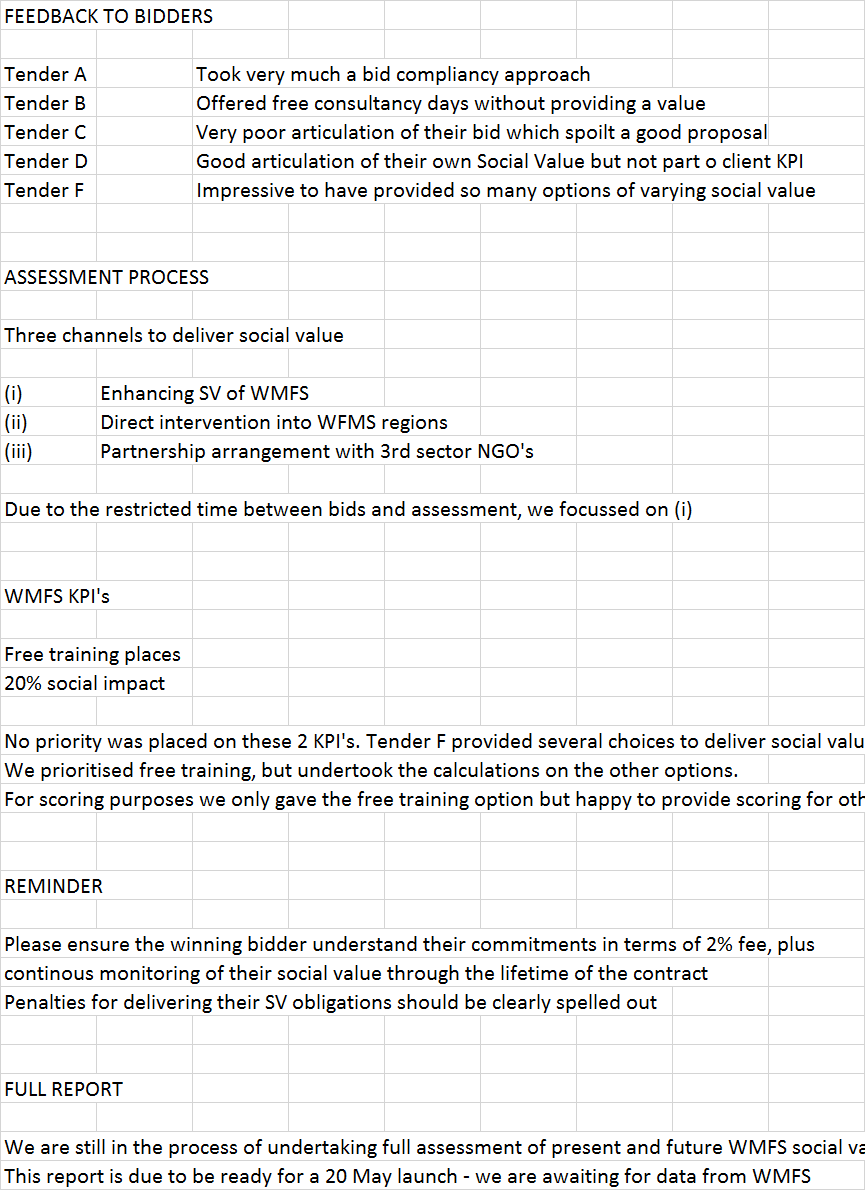 FEEDBACK TO BIDDERS
Tender A Took very much a bid compliancy approach
Tender B Offered free consultancy days without providing a value
Tender C Very poor articulation of their bid which spoilt a good proposal
Tender D Good articulation of their own Social Value but not part o client KPI
Tender F Impressive to have provided so many options of varying social value
ASSESSMENT PROCESS
Three channels to deliver social value
(i) Enhancing SV of WMFS
(ii) Direct intervention into WFMS regions
(iii) Partnership arrangement with 3rd sector NGO's
Due to the restricted time between bids and assessment, we focussed on (i)
WMFS KPI's
Free training places
20% social impact
No priority was placed on these 2 KPI's. Tender F provided several choices to deliver social valu
We prioritised free training, but undertook the calculations on the other options.
For scoring purposes we only gave the free training option but happy to provide scoring for oth
REMINDER
Please ensure the winning bidder understand their commitments in terms of 2% fee, plus
continous monitoring of their social value through the lifetime of the contract
Penalties for delivering their SV obligations should be clearly spelled out
FULL REPORT
We are still in the process of undertaking full assessment of present and future WMFS social va
This report is due to be ready for a 20 May launch - we are awaiting for data from WMFS